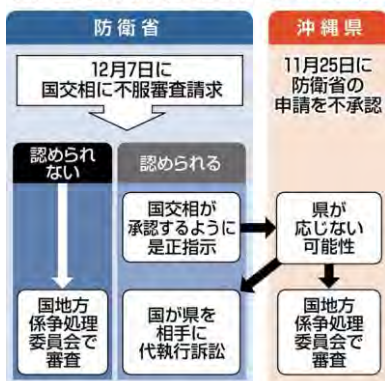 防衛省
12月7日に
国交相に不服審査請求
認められ
ない
認められる
国交相が
承認するように
是正指示
国地方
係争処理
委員会で
審査
国が県を
相手に
代執行訴訟
沖縄県
11月25日に
防衛省の
申請を不承認
県が
応じない
可能性
国地方
係争処理
委員会で
審査